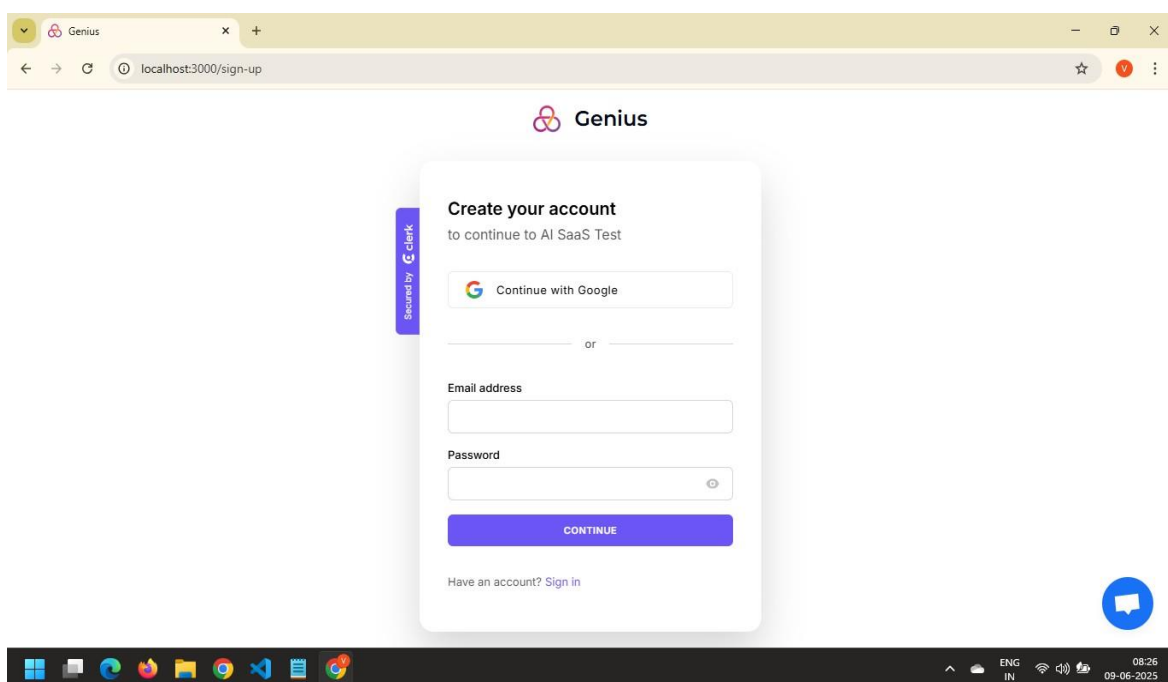 Genius
localhost:3000/sign-up
V
Genius
Create your account
to continue to AI SaaS Test
Secured by clerk
Continue with Google
or
Email address
Password
CONTINUE
Have an account? Sign in
V
ENG
IN
08:26
09-06-2025